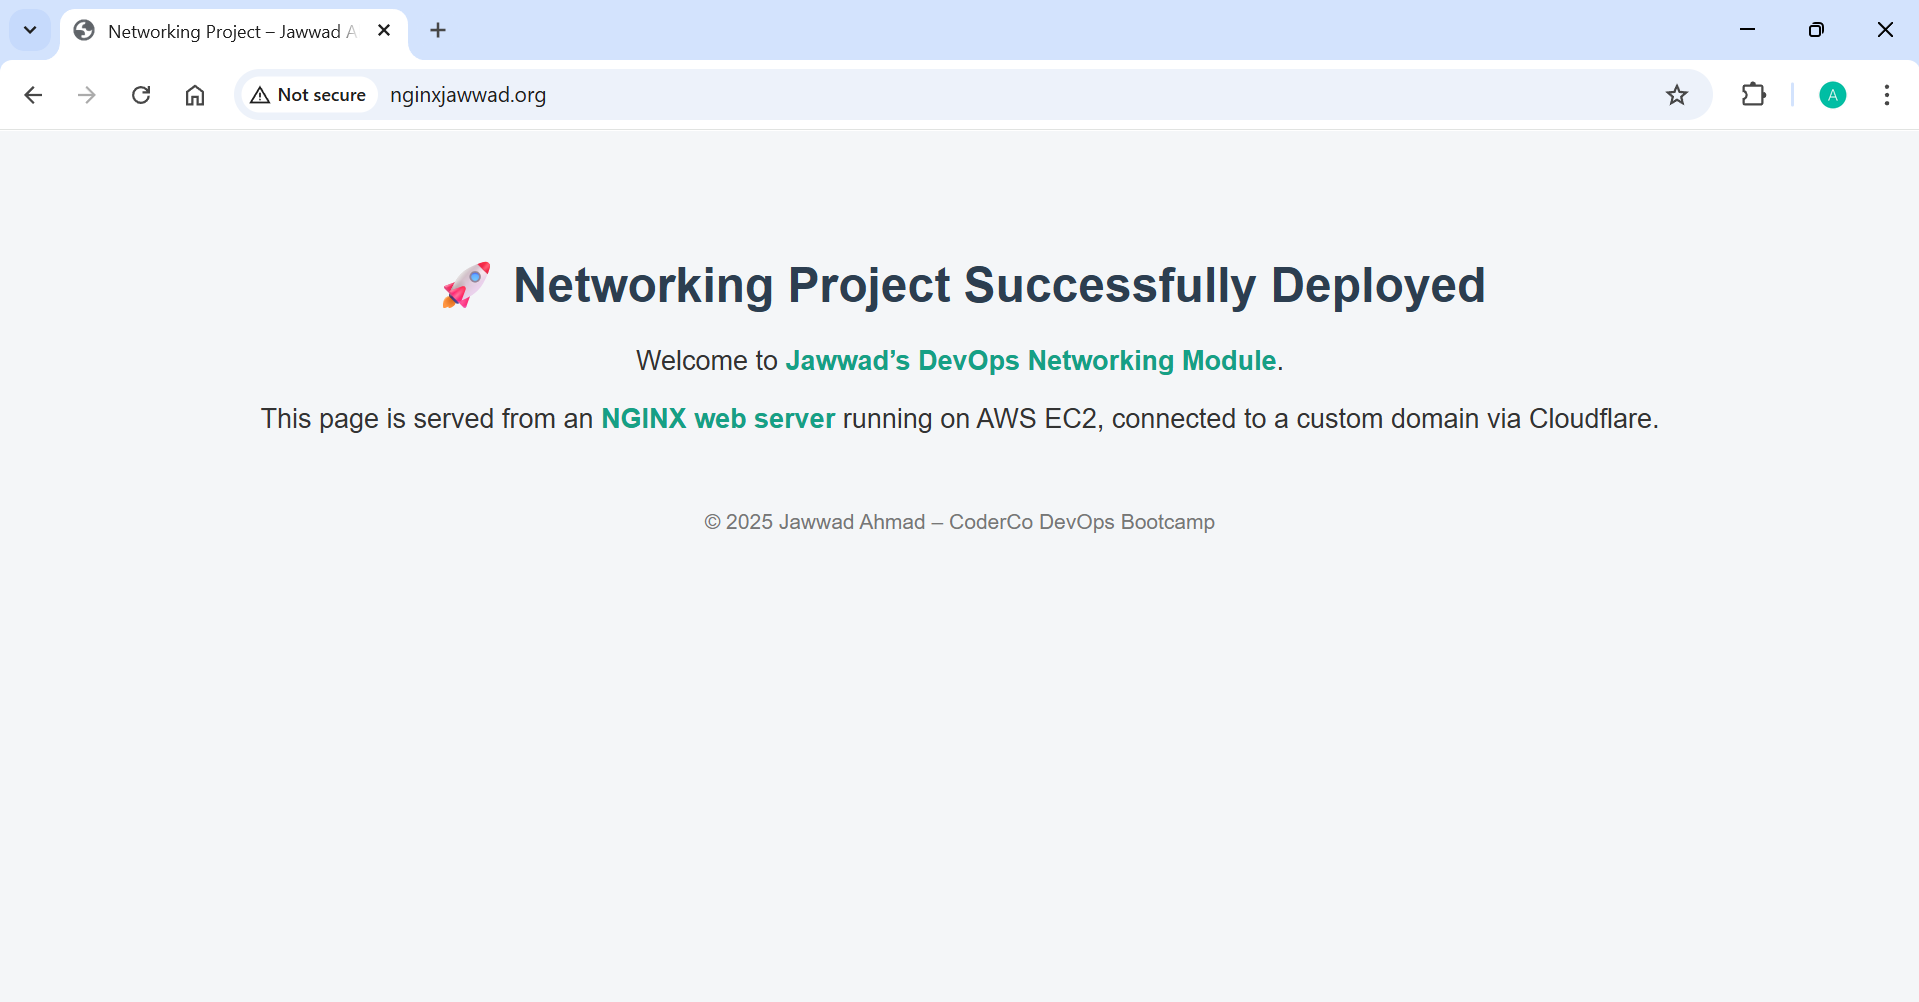 Networking Project – Jawwad A
Not secure
nginxjawwad.org
A
🚀 Networking Project Successfully Deployed
Welcome to Jawwad’s DevOps Networking Module.
This page is served from an NGINX web server running on AWS EC2, connected to a custom domain via Cloudflare.
© 2025 Jawwad Ahmad – CoderCo DevOps Bootcamp